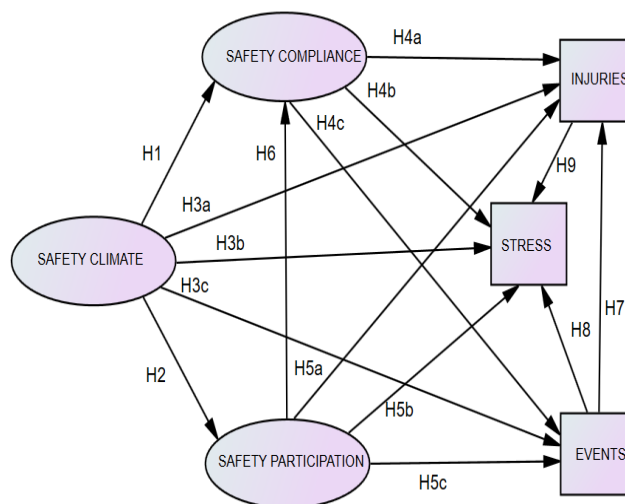 H4a
SAFETY COMPLIANCE
INJURIES
H4b
H4c
H1
H6
H9
H3a
H3b
SAFETY CLIMATE
STRESS
H3c
H7
H8
H2
H5a
H5b
SAFETY PARTICIPATION
EVENTS
H5c